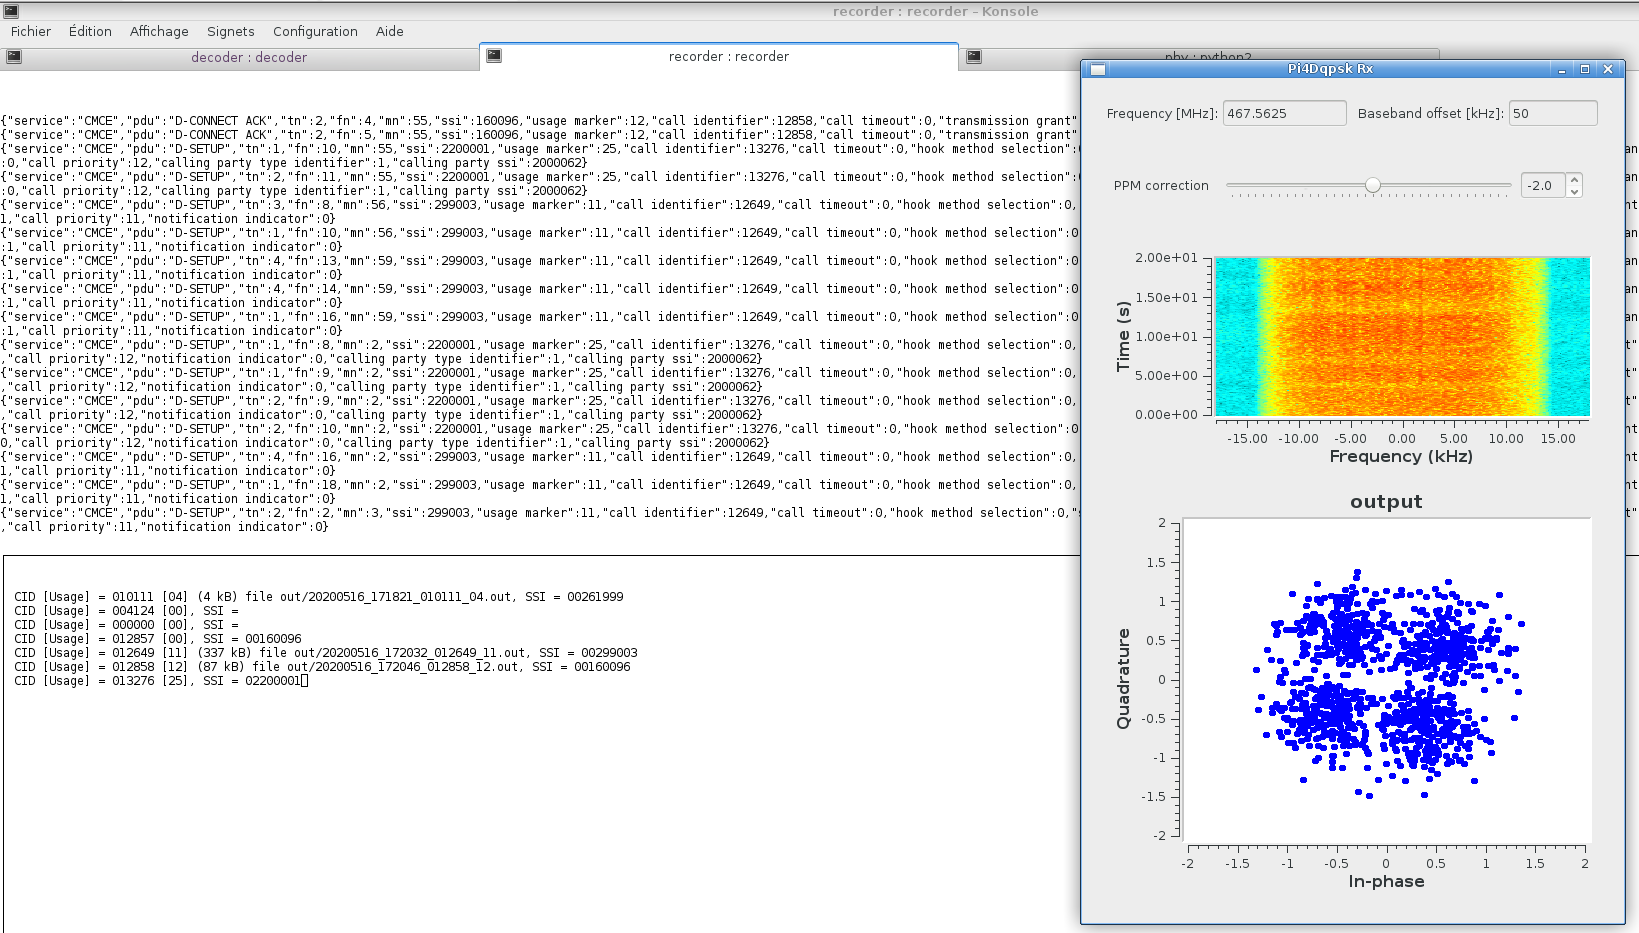 recorder : recorder – Konsole
Fichier Édition Affichage Signets Configuration Aide
decoder : decoder
recorder : recorder
phy : python2
{"service":"CMCE","pdu":"D-CONNECT ACK","tn":2,"fn":4,"mn":55,"ssi":160096,"usage marker":12,"call identifier":12858,"call timeout":0,"transmission grant"
{"service":"CMCE","pdu":"D-CONNECT ACK","tn":2,"fn":5,"mn":55,"ssi":160096,"usage marker":12,"call identifier":12858,"call timeout":0,"transmission grant"
{"service":"CMCE","pdu":"D-SETUP","tn":1,"fn":10,"mn":55,"ssi":2200001,"usage marker":25,"call identifier":13276,"call timeout":0,"hook method selection":
:0,"call priority":12,"calling party type identifier":1,"calling party ssi":2000062}
{"service":"CMCE","pdu":"D-SETUP","tn":2,"fn":11,"mn":55,"ssi":2200001,"usage marker":25,"call identifier":13276,"call timeout":0,"hook method selection":
:0,"call priority":12,"calling party type identifier":1,"calling party ssi":2000062}
{"service":"CMCE","pdu":"D-SETUP","tn":3,"fn":8,"mn":56,"ssi":299003,"usage marker":11,"call identifier":12649,"call timeout":0,"hook method selection":0,
1,"call priority":11,"notification indicator":0}
{"service":"CMCE","pdu":"D-SETUP","tn":1,"fn":10,"mn":56,"ssi":299003,"usage marker":11,"call identifier":12649,"call timeout":0,"hook method selection":0
:1,"call priority":11,"notification indicator":0}
{"service":"CMCE","pdu":"D-SETUP","tn":4,"fn":13,"mn":59,"ssi":299003,"usage marker":11,"call identifier":12649,"call timeout":0,"hook method selection":0
:1,"call priority":11,"notification indicator":0}
{"service":"CMCE","pdu":"D-SETUP","tn":4,"fn":14,"mn":59,"ssi":299003,"usage marker":11,"call identifier":12649,"call timeout":0,"hook method selection":0
:1,"call priority":11,"notification indicator":0}
{"service":"CMCE","pdu":"D-SETUP","tn":1,"fn":16,"mn":59,"ssi":299003,"usage marker":11,"call identifier":12649,"call timeout":0,"hook method selection":0
:1,"call priority":11,"notification indicator":0}
{"service":"CMCE","pdu":"D-SETUP","tn":1,"fn":8,"mn":2,"ssi":2200001,"usage marker":25,"call identifier":13276,"call timeout":0,"hook method selection":0,
,"call priority":12,"notification indicator":0,"calling party type identifier":1,"calling party ssi":2000062}
{"service":"CMCE","pdu":"D-SETUP","tn":1,"fn":9,"mn":2,"ssi":2200001,"usage marker":25,"call identifier":13276,"call timeout":0,"hook method selection":0,
,"call priority":12,"notification indicator":0,"calling party type identifier":1,"calling party ssi":2000062}
{"service":"CMCE","pdu":"D-SETUP","tn":2,"fn":9,"mn":2,"ssi":2200001,"usage marker":25,"call identifier":13276,"call timeout":0,"hook method selection":0,
,"call priority":12,"notification indicator":0,"calling party type identifier":1,"calling party ssi":2000062}
{"service":"CMCE","pdu":"D-SETUP","tn":2,"fn":10,"mn":2,"ssi":2200001,"usage marker":25,"call identifier":13276,"call timeout":0,"hook method selection":0
0,"call priority":12,"notification indicator":0,"calling party type identifier":1,"calling party ssi":2000062}
{"service":"CMCE","pdu":"D-SETUP","tn":4,"fn":16,"mn":2,"ssi":299003,"usage marker":11,"call identifier":12649,"call timeout":0,"hook method selection":0,
1,"call priority":11,"notification indicator":0}
{"service":"CMCE","pdu":"D-SETUP","tn":1,"fn":18,"mn":2,"ssi":299003,"usage marker":11,"call identifier":12649,"call timeout":0,"hook method selection":0,
1,"call priority":11,"notification indicator":0}
{"service":"CMCE","pdu":"D-SETUP","tn":2,"fn":2,"mn":3,"ssi":299003,"usage marker":11,"call identifier":12649,"call timeout":0,"hook method selection":0,"
,"call priority":11,"notification indicator":0}
CID [Usage] = 010111 [04] (4 kB) file out/20200516_171821_010111_04.out, SSI = 00261999
CID [Usage] = 004124 [00], SSI =
CID [Usage] = 000000 [00], SSI =
CID [Usage] = 012857 [00], SSI = 00160096
CID [Usage] = 012649 [11] (337 kB) file out/20200516_172032_012649_11.out, SSI = 00299003
CID [Usage] = 012858 [12] (87 kB) file out/20200516_172046_012858_12.out, SSI = 00160096
CID [Usage] = 013276 [25], SSI = 02200001
Pi4Dqpsk Rx
Frequency [MHz]: 467.5625 Baseband offset [kHz]: 50
PPM correction -2.0
Time (s)
2.00e+01
1.50e+01
1.00e+01
5.00e+00
0.00e+00
-15.00 -10.00 -5.00 0.00 5.00 10.00 15.00
Frequency (kHz)
output
Quadrature
2
1.5
1
0.5
0
-0.5
-1
-1.5
-2
-2 -1.5 -1 -0.5 0 0.5 1 1.5 2
In-phase